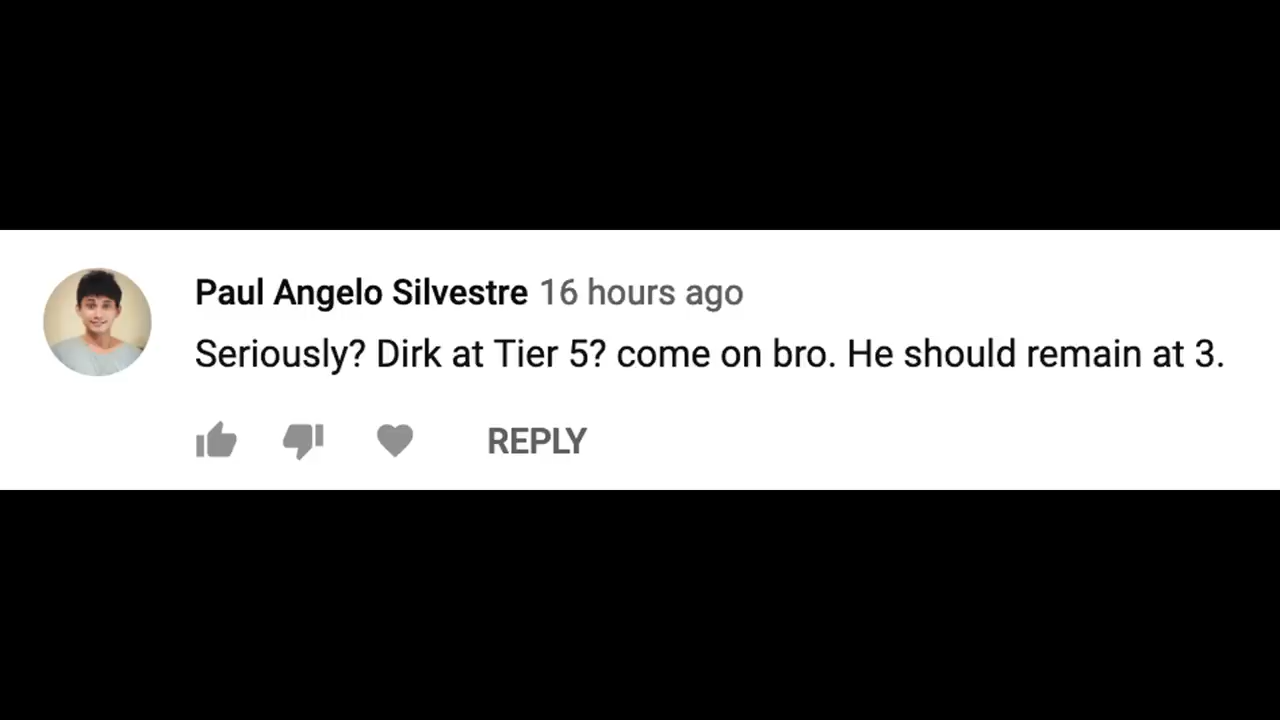 Paul Angelo Silvestre 16 hours ago
Seriously? Dirk at Tier 5? come on bro. He should remain at 3.
REPLY